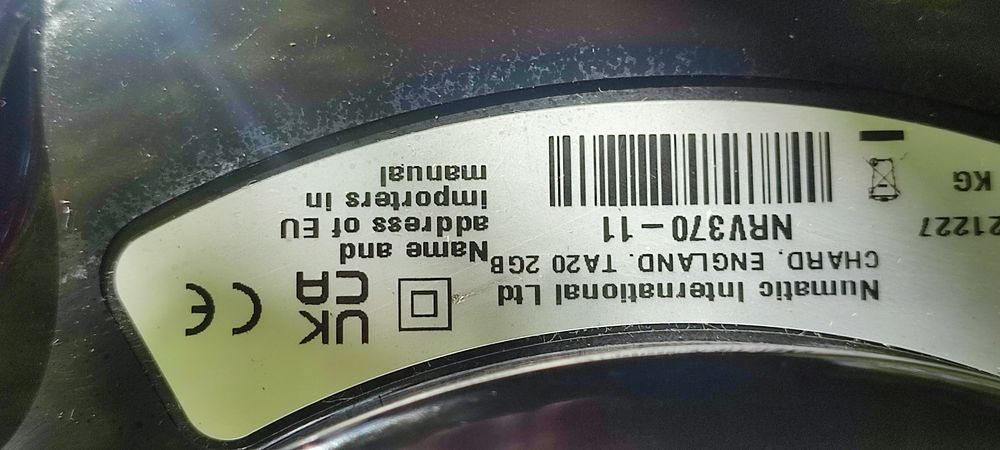 Numatic International Ltd
CHARD. ENGLAND. TA20 2GB
NRV370-11
21227
KG
UK
CA
CE
Name and
address of EU
importers in
manual label